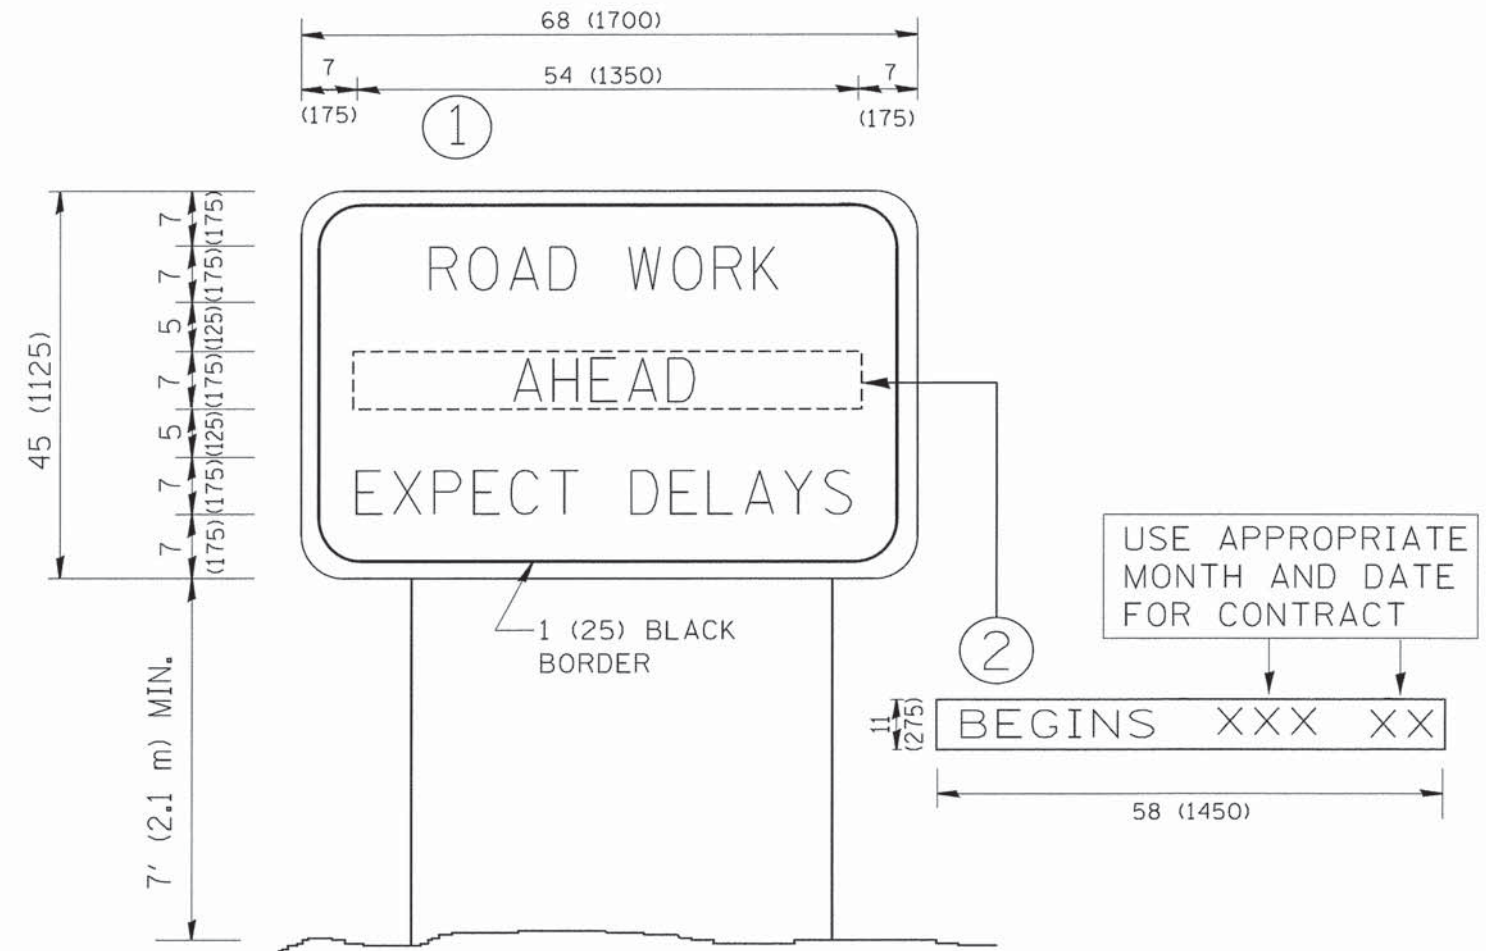 68 (1700)
7
54 (1350)
7
(175)
(175)
1
45 (1125)
7 (175)
7 (175)
5 (125)
7 (175)
5 (125)
7 (175)
7 (175)
ROAD WORK
AHEAD
EXPECT DELAYS
1 (25) BLACK
BORDER
7' (2.1 m) MIN.
2
USE APPROPRIATE
MONTH AND DATE
FOR CONTRACT
11
(275)
BEGINS XXX XX
58 (1450)